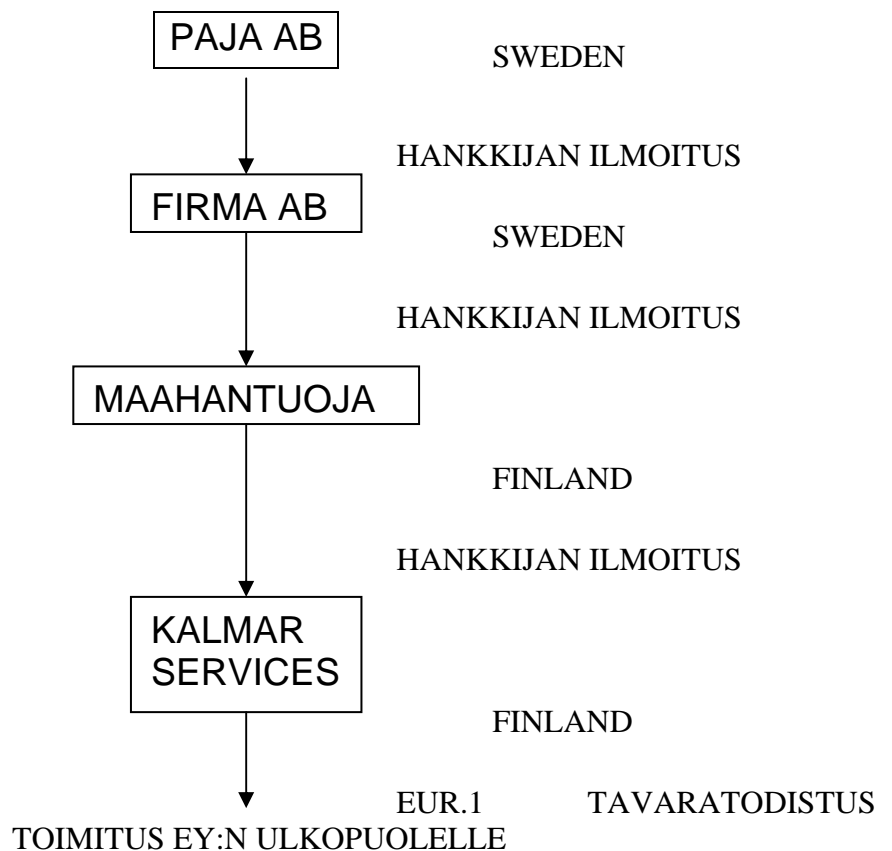 PAJA AB
SWEDEN
HANKKIJAN ILMOITUS
FIRMA AB
SWEDEN
HANKKIJAN ILMOITUS
MAAHANTUOJA
FINLAND
HANKKIJAN ILMOITUS
KALMAR
SERVICES
FINLAND
EUR.1 TAVARATODISTUS
TOIMITUS EY:N ULKOPUOLELLE